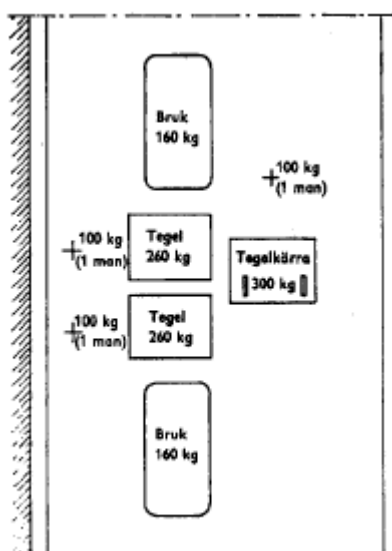 Bruk
160 kg
100 kg
(1 man)
100 kg
(1 man)
Tegel
260 kg
Tegelkärra
300 kg
100 kg
(1 man)
Tegel
260 kg
Bruk
160 kg